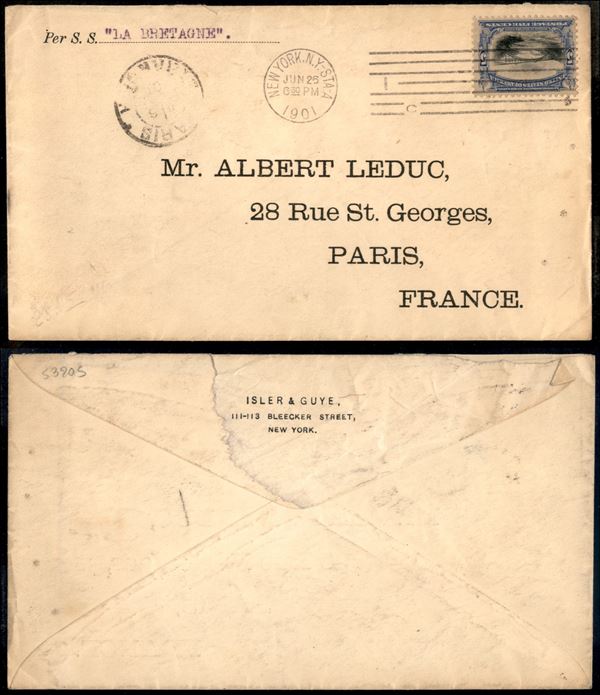 Per S. S. "LA BRETAGNE".
NEW YORK, N.Y. STA. A
JUN 26
6 30 PM
1901
PARIS
Mr. ALBERT LEDUC,
28 Rue St. Georges,
PARIS,
FRANCE.
53905
ISLER & GUYE,
111-113 BLEECKER STREET,
NEW YORK.